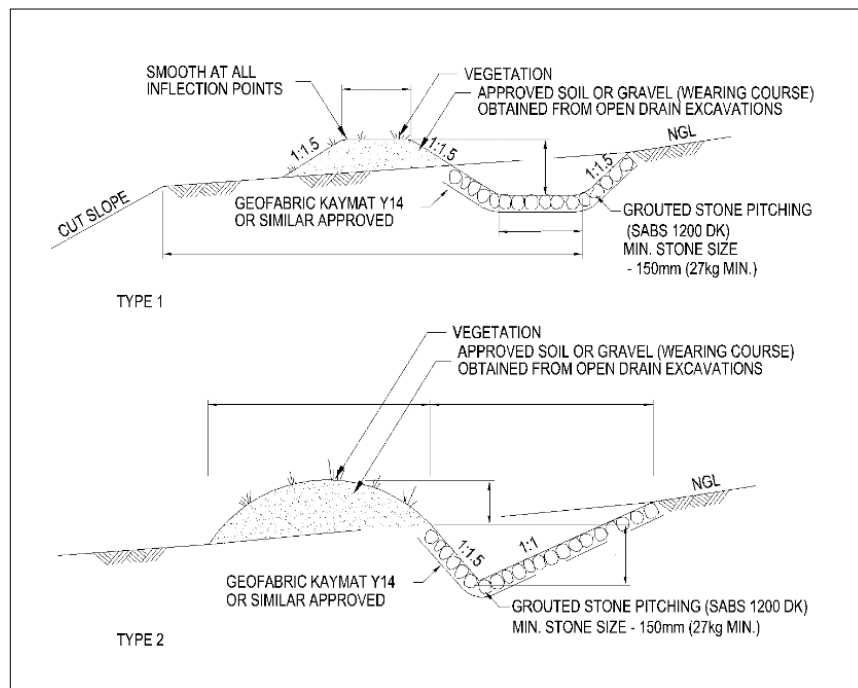 SMOOTH AT ALL
INFLECTION POINTS
VEGETATION
APPROVED SOIL OR GRAVEL (WEARING COURSE)
OBTAINED FROM OPEN DRAIN EXCAVATIONS
NGL
1:1.5
1:1.5
1:1.5
GEOFABRIC KAYMAT Y14
OR SIMILAR APPROVED
CUT SLOPE
GROUTED STONE PITCHING
(SABS 1200 DK)
MIN. STONE SIZE
- 150mm (27kg MIN.)
TYPE 1
VEGETATION
APPROVED SOIL OR GRAVEL (WEARING COURSE)
OBTAINED FROM OPEN DRAIN EXCAVATIONS
NGL
1:1.5
1:1
GEOFABRIC KAYMAT Y14
OR SIMILAR APPROVED
GROUTED STONE PITCHING (SABS 1200 DK)
MIN. STONE SIZE - 150mm (27kg MIN.)
TYPE 2